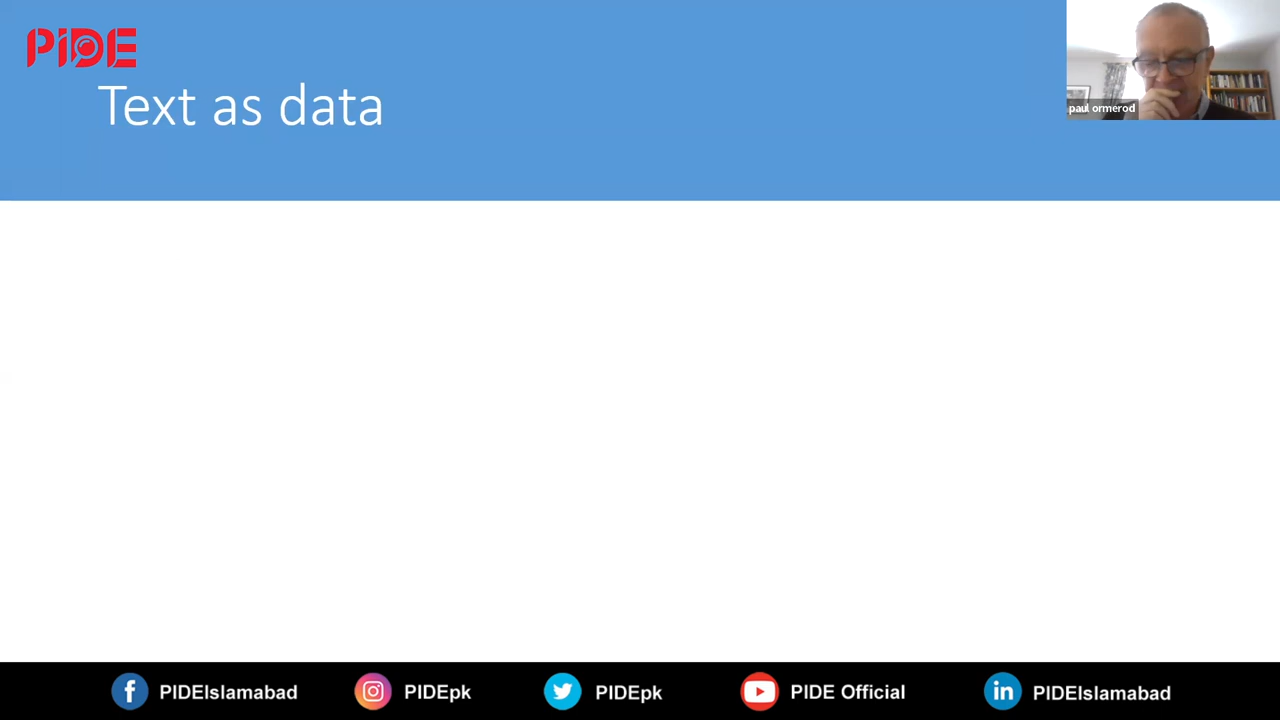 PIDE
Text as data
paul ormerod
PIDEIslamabad
PIDEpk
PIDEpk
PIDE Official
PIDEIslamabad